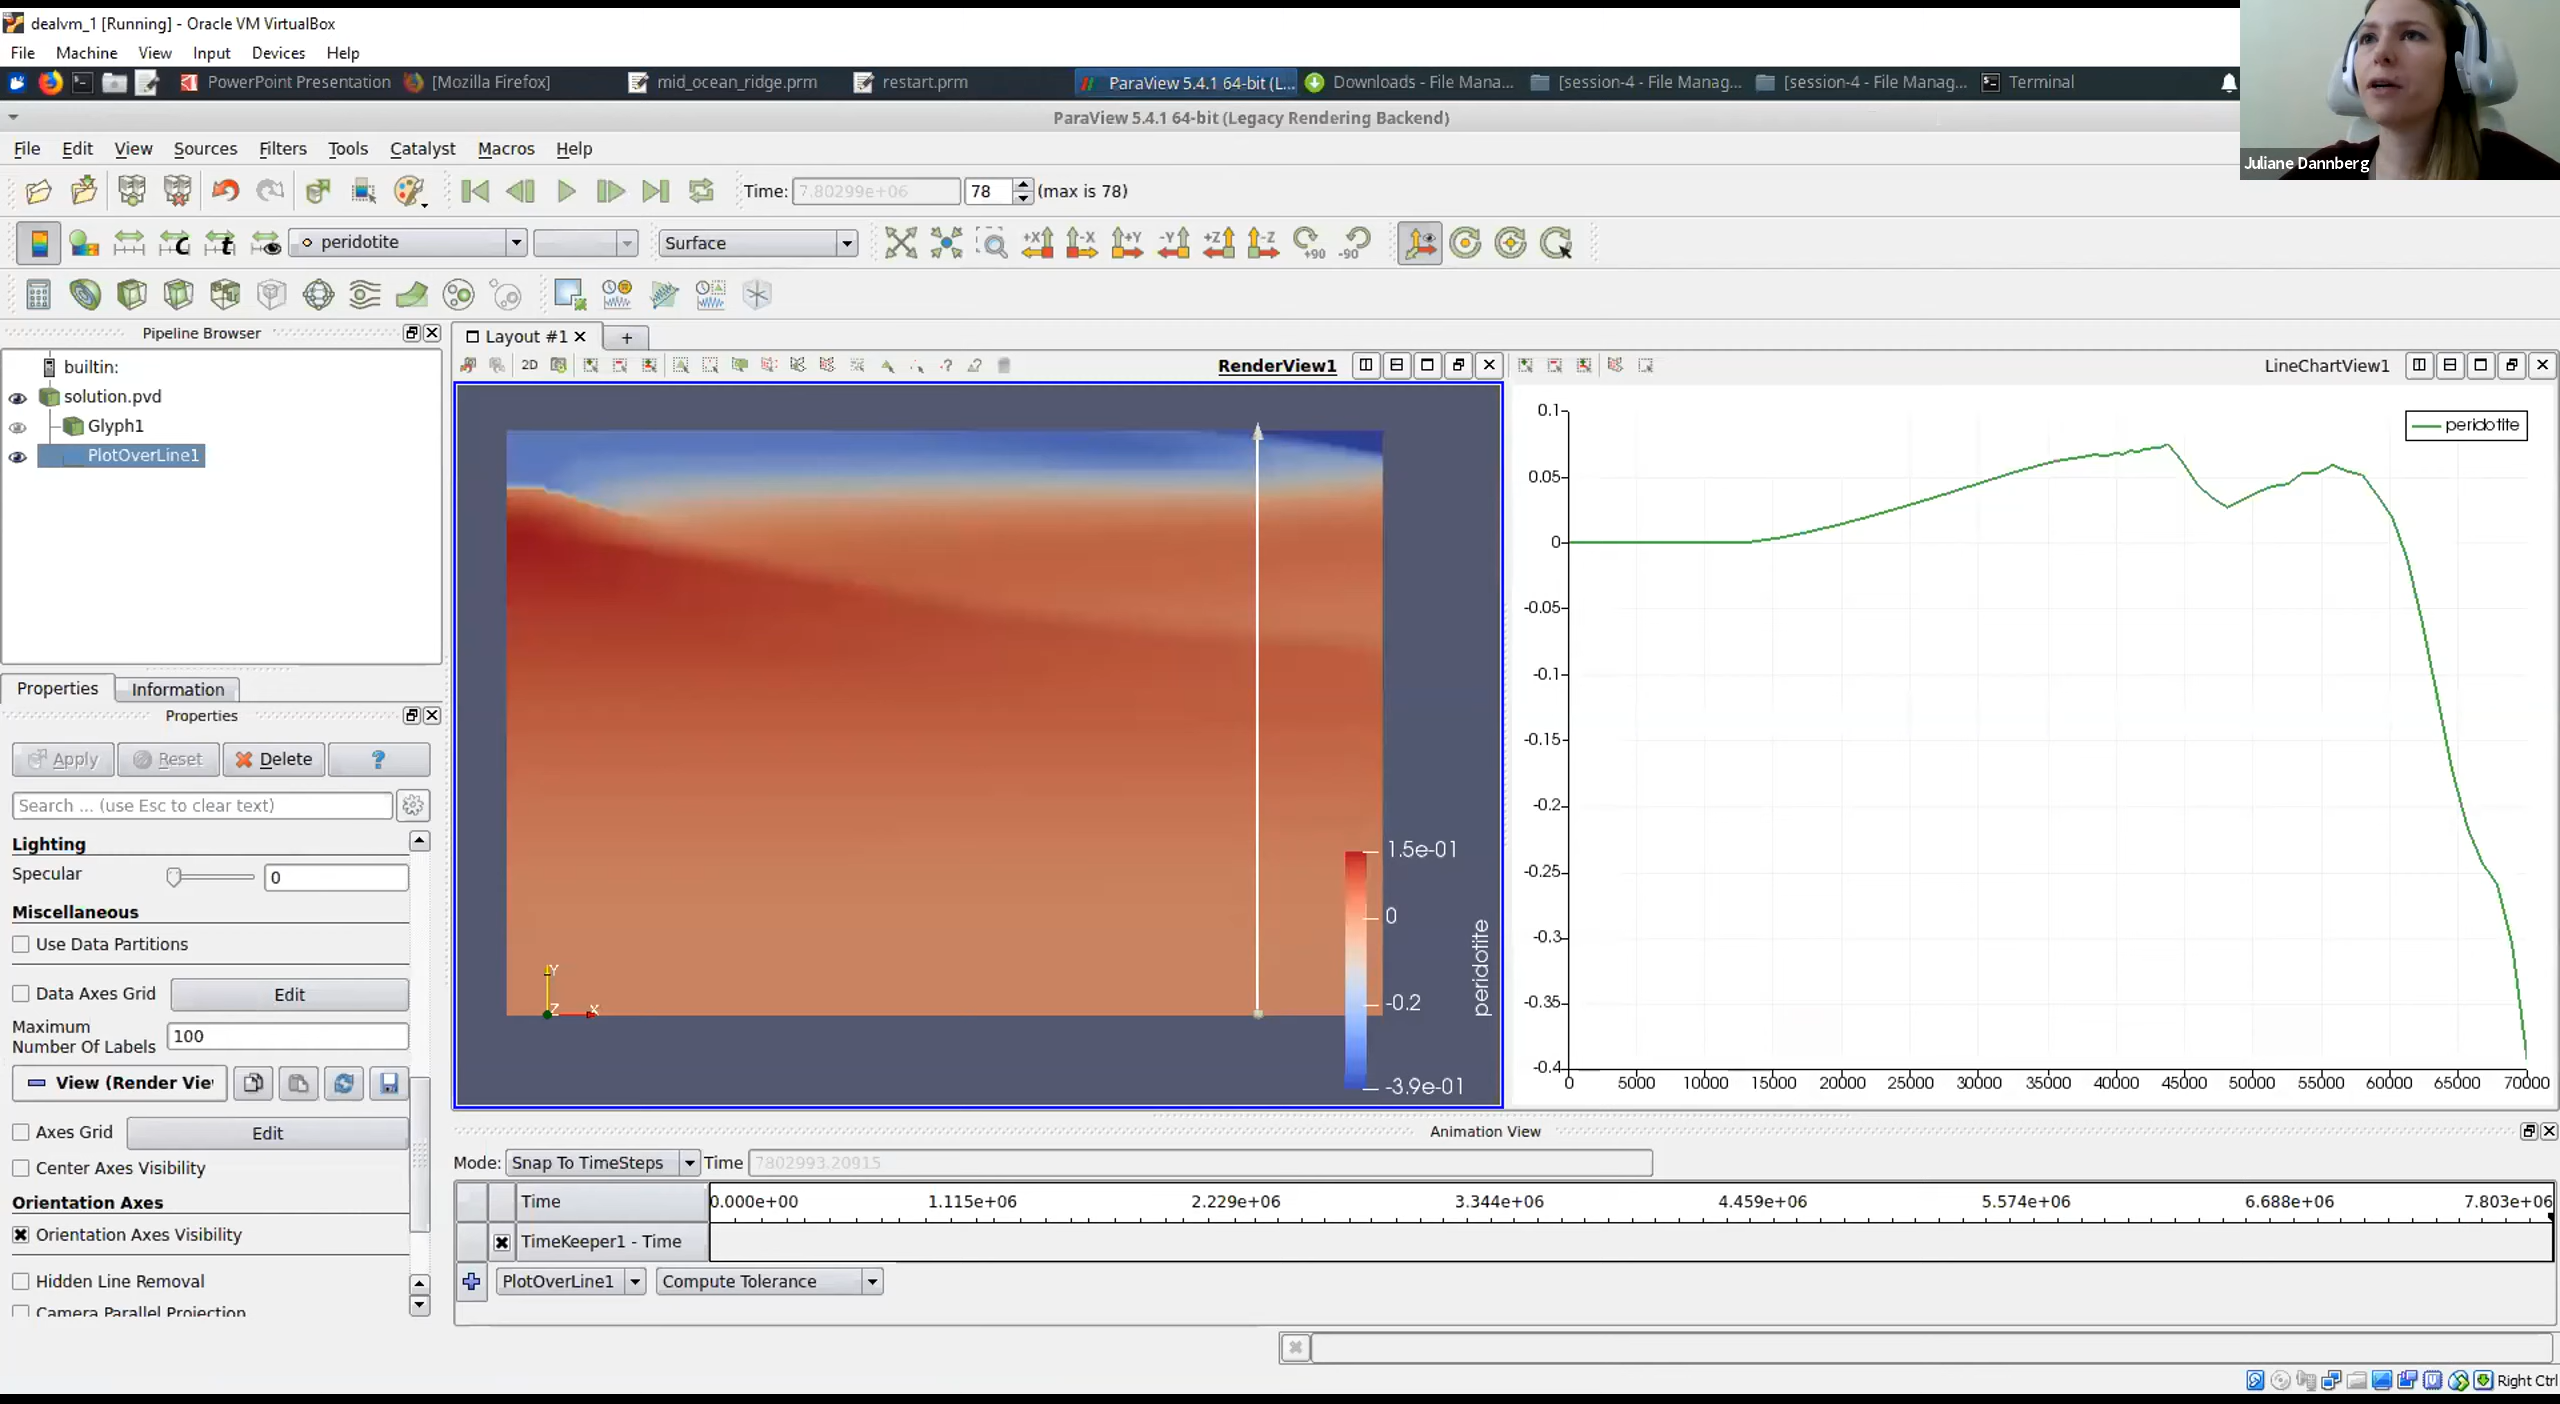 dealvm_1 [Running] - Oracle VM VirtualBox
File Machine View Input Devices Help
PowerPoint Presentation [Mozilla Firefox] mid_ocean_ridge.prm restart.prm ParaView 5.4.1 64-bit (L... Downloads - File Mana... [session-4 - File Manag... [session-4 - File Manag... Terminal
ParaView 5.4.1 64-bit (Legacy Rendering Backend)
Juliane Dannberg
File Edit View Sources Filters Tools Catalyst Macros Help
Time: 7.80299e+06 78 (max is 78)
peridotite Surface +X -X +Y -Y +Z -Z +90 -90
Pipeline Browser
Layout #1
builtin:
2D RenderView1 LineChartView1
solution.pvd
Glyph1
PlotOverLine1
Properties Information
Properties
Apply Reset Delete ?
Search ... (use Esc to clear text)
Lighting
Specular 0
Miscellaneous
Use Data Partitions
Data Axes Grid Edit
Maximum
Number Of Labels 100
View (Render Vie
Axes Grid Edit
Center Axes Visibility
Orientation Axes
Orientation Axes Visibility
Hidden Line Removal
Camera Parallel Projection
Y
Z X
1.5e-01
0
-0.2
-3.9e-01
peridotite
peridotite
0.1
0.05
0
-0.05
-0.1
-0.15
-0.2
-0.25
-0.3
-0.35
-0.4
0 5000 10000 15000 20000 25000 30000 35000 40000 45000 50000 55000 60000 65000 70000
Animation View
Mode: Snap To TimeSteps Time 7802993.20915
Time 0.000e+00 1.115e+06 2.229e+06 3.344e+06 4.459e+06 5.574e+06 6.688e+06 7.803e+06
TimeKeeper1 - Time
PlotOverLine1 Compute Tolerance
Right Ctrl